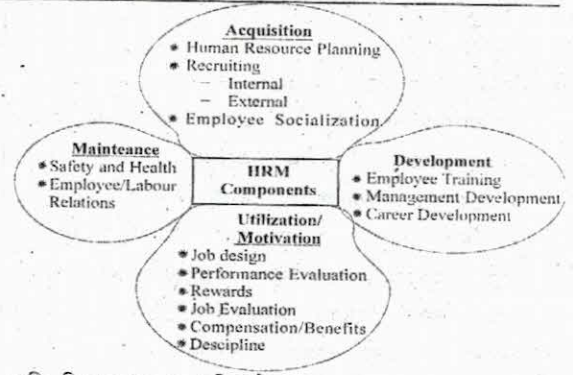 Acquisition
* Human Resource Planning
* Recruiting
– Internal
– External
* Employee Socialization
Mainteance
* Safety and Health
* Employee/Labour
Relations
HRM
Components
Development
* Employee Training
* Management Development
* Career Development
Utilization/
Motivation
* Job design
* Performance Evaluation
* Rewards
* Job Evaluation
* Compensation/Benefits
* Descipline